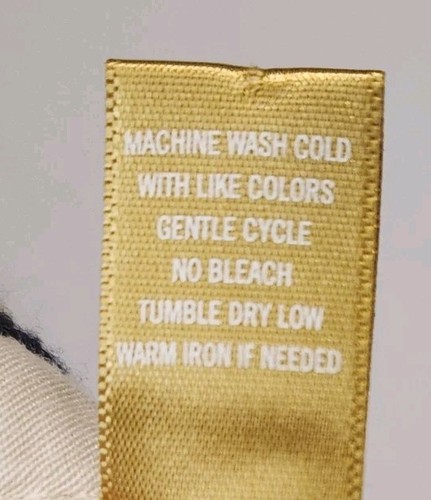 MACHINE WASH COLD
WITH LIKE COLORS
GENTLE CYCLE
NO BLEACH
TUMBLE DRY LOW
WARM IRON IF NEEDED